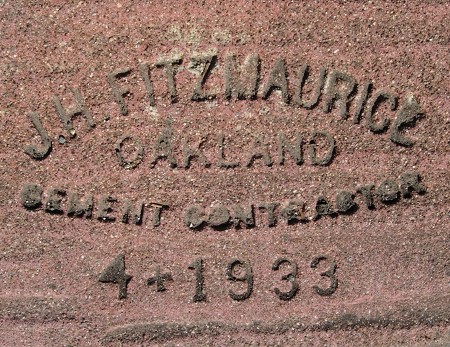 J.H. FITZMAURICE
OAKLAND
CEMENT CONTRACTOR
4+1933